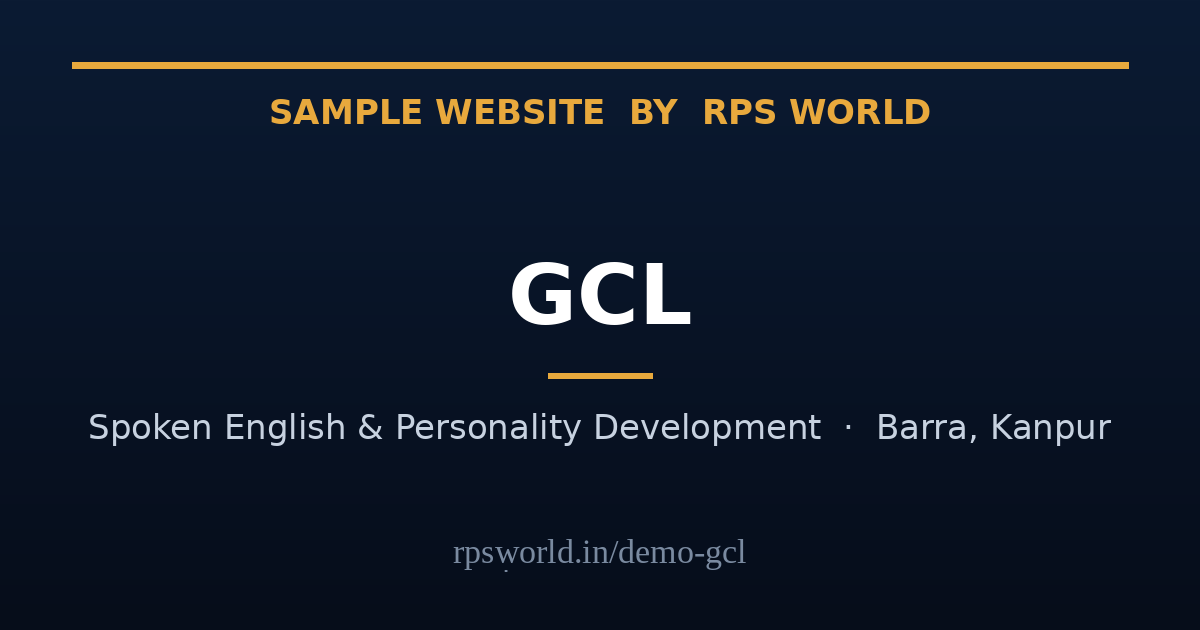 SAMPLE WEBSITE BY RPS WORLD
GCL
Spoken English & Personality Development · Barra, Kanpur
rpsworld.in/demo-gcl